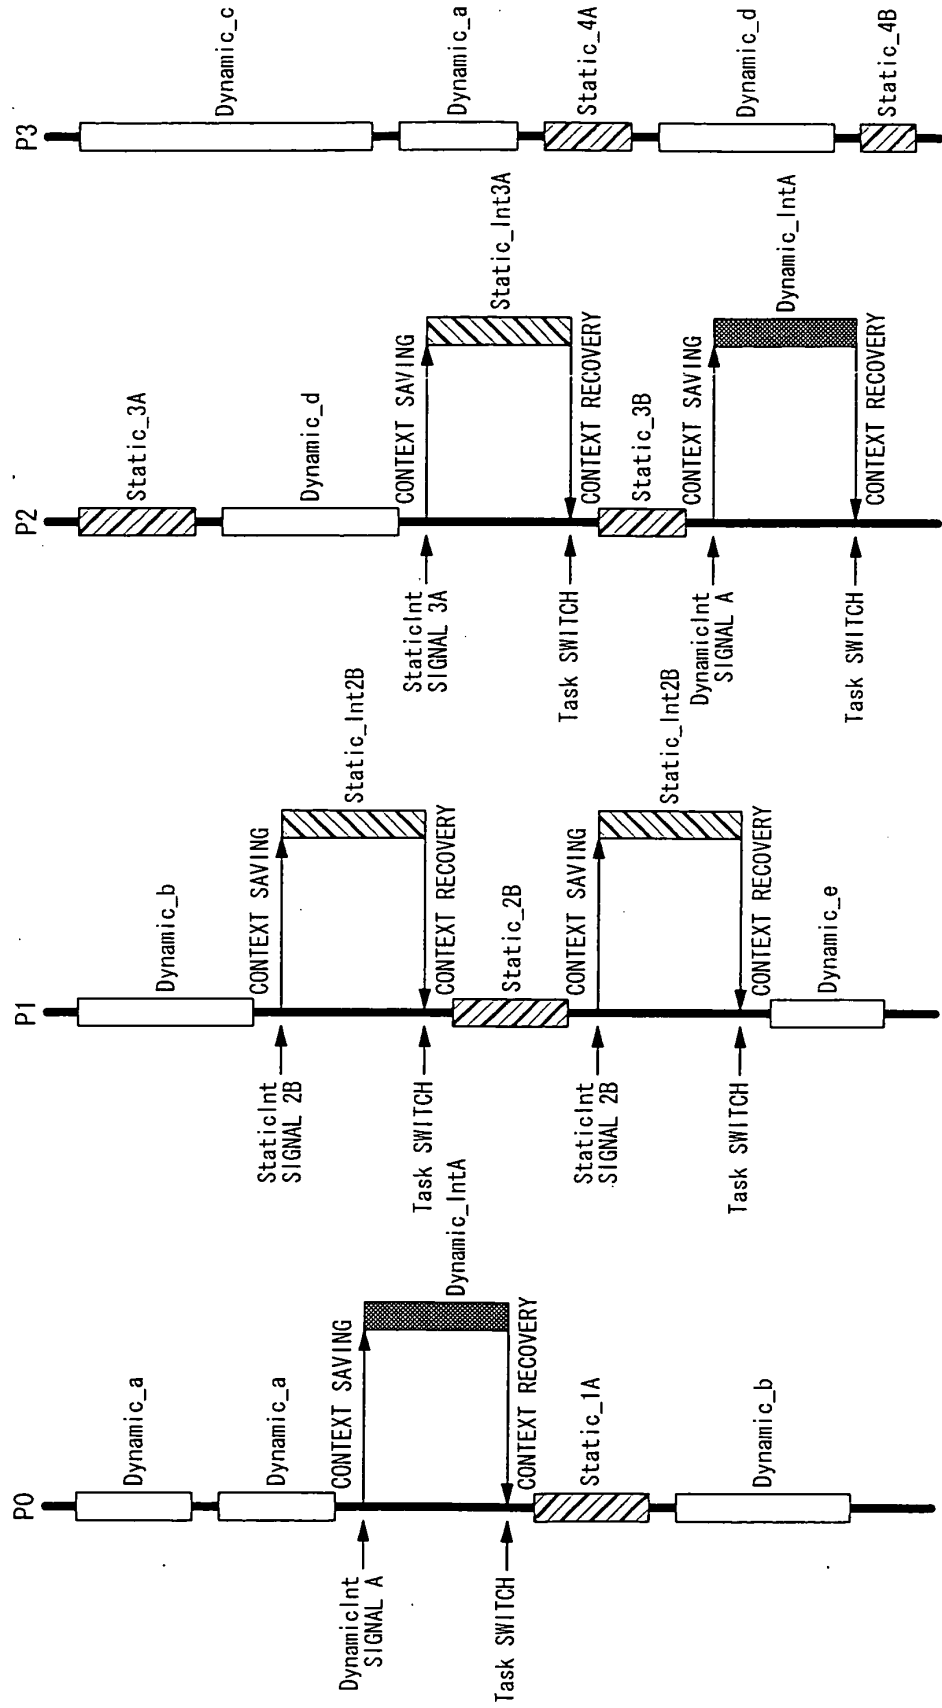 P0
Dynamic_a
Dynamic_a
DynamicInt
SIGNAL A
CONTEXT SAVING
Dynamic_IntA
Task SWITCH
CONTEXT RECOVERY
Static_1A
Dynamic_b
P1
Dynamic_b
StaticInt
SIGNAL 2B
CONTEXT SAVING
Static_Int2B
Task SWITCH
CONTEXT RECOVERY
Static_2B
StaticInt
SIGNAL 2B
CONTEXT SAVING
Static_Int2B
Task SWITCH
CONTEXT RECOVERY
Dynamic_e
P2
Static_3A
Dynamic_d
StaticInt
SIGNAL 3A
CONTEXT SAVING
Static_Int3A
Task SWITCH
CONTEXT RECOVERY
Static_3B
DynamicInt
SIGNAL A
CONTEXT SAVING
Dynamic_IntA
Task SWITCH
CONTEXT RECOVERY
P3
Dynamic_c
Dynamic_a
Static_4A
Dynamic_d
Static_4B